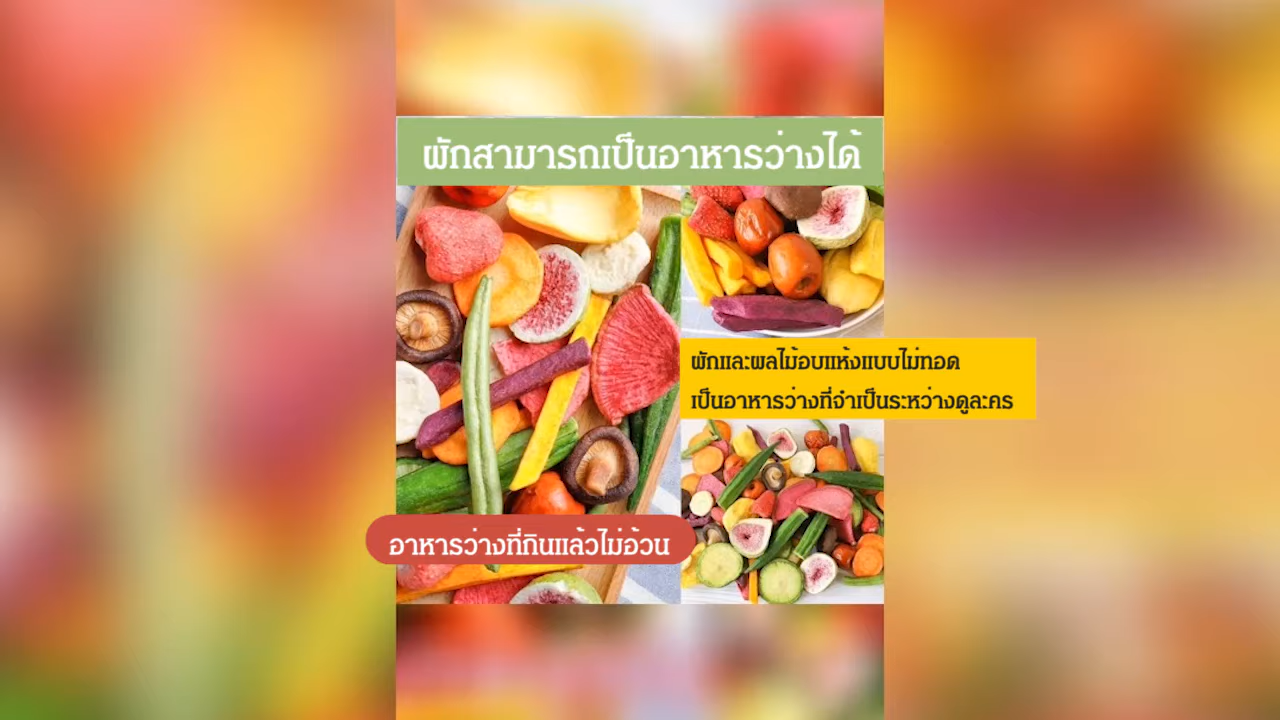 ผักสามารถเป็นอาหารว่างได้
ผักและผลไม้อบแห้งแบบไม่ทอด
เป็นอาหารว่างที่จำเป็นระหว่างดูละคร
อาหารว่างที่กินแล้วไม่อ้วน